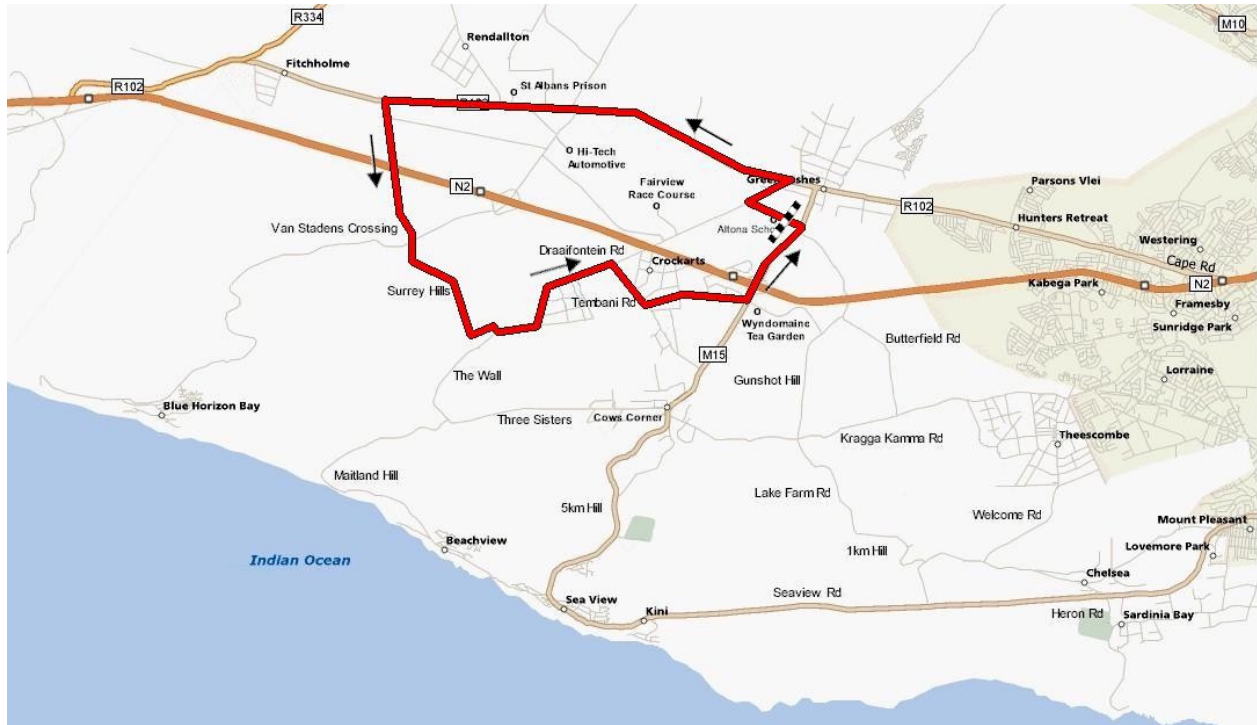 R334
M10
Rendallton
Fitchholme
R102
St Albans Prison
Hi-Tech
Automotive
Fairview
Race Course
N2
Parsons Vlei
R102
Hunters Retreat
Altona
Van Stadens Crossing
Draaifontein Rd
Westering
Cape Rd
Crockarts
Surrey Hills
Tembani Rd
Kabega Park
N2
Framesby
Sunridge Park
Wyndomaine
Tea Garden
Butterfield Rd
M15
The Wall
Gunshot Hill
Lorraine
Blue Horizon Bay
Three Sisters
Cows Corner
Kragga Kamma Rd
Theescombe
Maitland Hill
5km Hill
Lake Farm Rd
Welcome Rd
Mount Pleasant
Beachview
1km Hill
Lovemore Park
Indian Ocean
Chelsea
Sea View
Seaview Rd
Kini
Heron Rd
Sardinia Bay